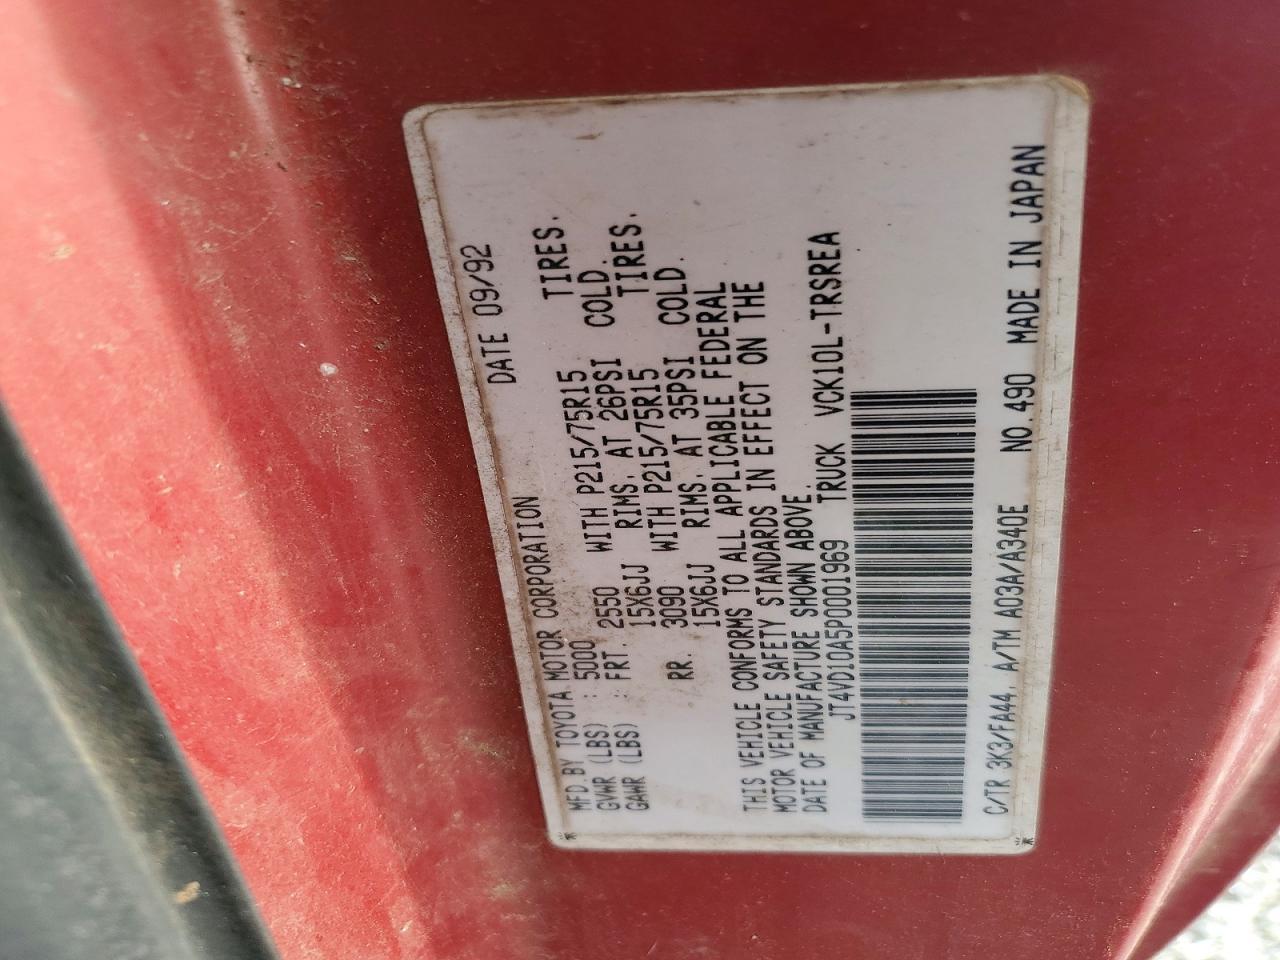 MFD. BY TOYOTA MOTOR CORPORATION DATE 09/92
GVWR (LBS) : 5000
GAWR (LBS) : FRT. 2550 WITH P215/75R15 TIRES.
15X6JJ RIMS, AT 26PSI COLD.
RR. 3090 WITH P215/75R15 TIRES.
15X6JJ RIMS, AT 35PSI COLD.
THIS VEHICLE CONFORMS TO ALL APPLICABLE FEDERAL
MOTOR VEHICLE SAFETY STANDARDS IN EFFECT ON THE
DATE OF MANUFACTURE SHOWN ABOVE.
JT4VD10A5P0001969 TRUCK VCK10L-TRSREA
C/TR 3K3/FA44, A/TM A03A/A340E NO.490 MADE IN JAPAN